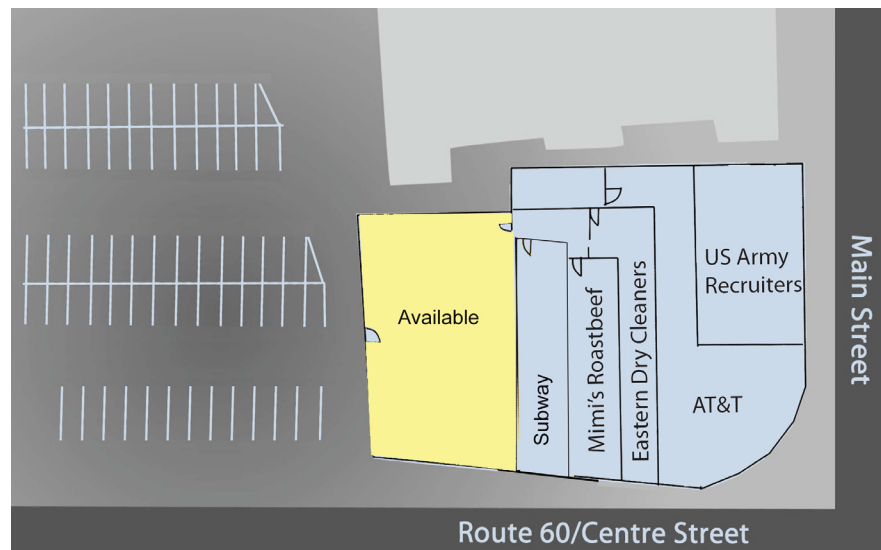 US Army
Recruiters
Available
Subway
Mimi's Roastbeef
Eastern Dry Cleaners
AT&T
Main Street
Route 60/Centre Street